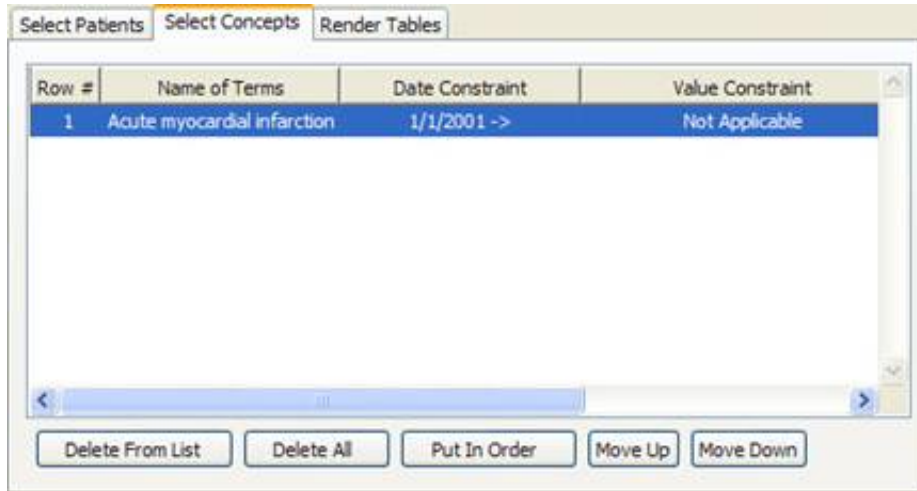 Select Patients Select Concepts Render Tables
Row # Name of Terms Date Constraint Value Constraint
1 Acute myocardial infarction 1/1/2001 -> Not Applicable
Delete From List Delete All Put In Order Move Up Move Down